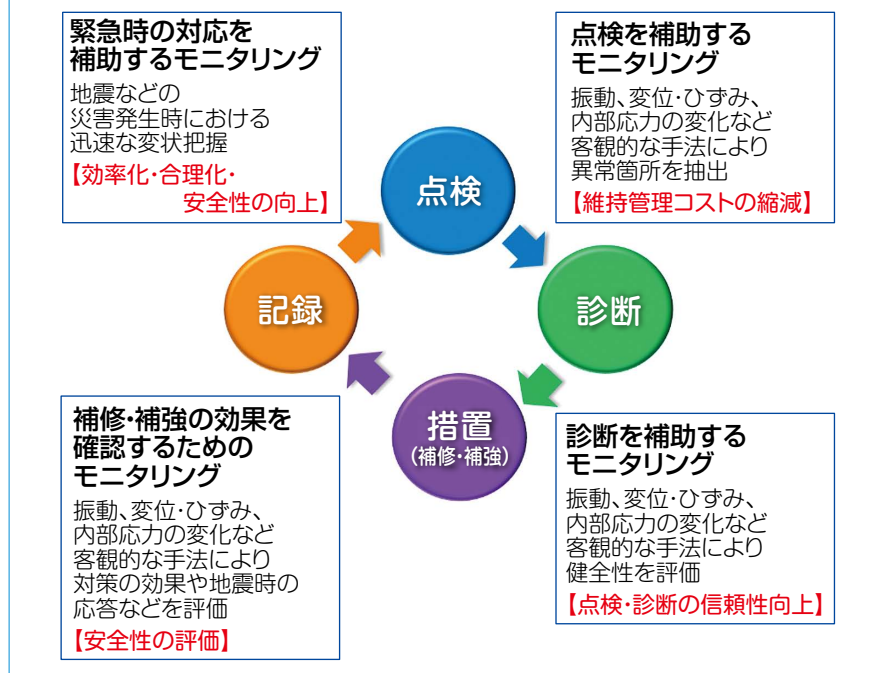 緊急時の対応を
補助するモニタリング
地震などの
災害発生時における
迅速な変状把握
【効率化・合理化・
安全性の向上】
点検を補助する
モニタリング
振動、変位・ひずみ、
内部応力の変化など
客観的な手法により
異常箇所を抽出
【維持管理コストの縮減】
点検
記録
診断
措置
（補修・補強）
補修・補強の効果を
確認するための
モニタリング
振動、変位・ひずみ、
内部応力の変化など
客観的な手法により
対策の効果や地震時の
応答などを評価
【安全性の評価】
診断を補助する
モニタリング
振動、変位・ひずみ、
内部応力の変化など
客観的な手法により
健全性を評価
【点検・診断の信頼性向上】